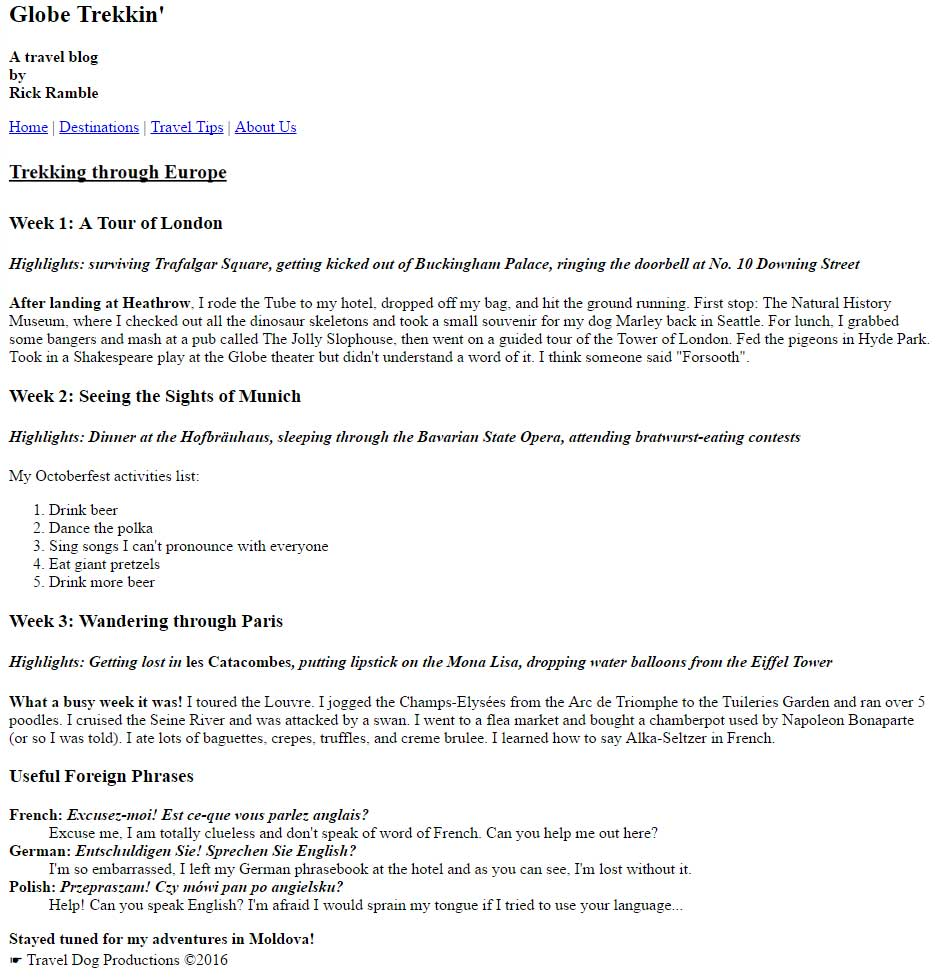 Globe Trekkin'
A travel blog
by
Rick Ramble
Home | Destinations | Travel Tips | About Us
Trekking through Europe
Week 1: A Tour of London
Highlights: surviving Trafalgar Square, getting kicked out of Buckingham Palace, ringing the doorbell at No. 10 Downing Street
After landing at Heathrow, I rode the Tube to my hotel, dropped off my bag, and hit the ground running. First stop: The Natural History
Museum, where I checked out all the dinosaur skeletons and took a small souvenir for my dog Marley back in Seattle. For lunch, I grabbed
some bangers and mash at a pub called The Jolly Slophouse, then went on a guided tour of the Tower of London. Fed the pigeons in Hyde Park.
Took in a Shakespeare play at the Globe theater but didn't understand a word of it. I think someone said "Forsooth".
Week 2: Seeing the Sights of Munich
Highlights: Dinner at the Hofbräuhaus, sleeping through the Bavarian State Opera, attending bratwurst-eating contests
My Octoberfest activities list:
1. Drink beer
2. Dance the polka
3. Sing songs I can't pronounce with everyone
4. Eat giant pretzels
5. Drink more beer
Week 3: Wandering through Paris
Highlights: Getting lost in les Catacombes, putting lipstick on the Mona Lisa, dropping water balloons from the Eiffel Tower
What a busy week it was! I toured the Louvre. I jogged the Champs-Elysées from the Arc de Triomphe to the Tuileries Garden and ran over 5
poodles. I cruised the Seine River and was attacked by a swan. I went to a flea market and bought a chamberpot used by Napoleon Bonaparte
(or so I was told). I ate lots of baguettes, crepes, truffles, and creme brulee. I learned how to say Alka-Seltzer in French.
Useful Foreign Phrases
French: Excusez-moi! Est ce-que vous parlez anglais?
Excuse me, I am totally clueless and don't speak of word of French. Can you help me out here?
German: Entschuldigen Sie! Sprechen Sie English?
I'm so embarrassed, I left my German phrasebook at the hotel and as you can see, I'm lost without it.
Polish: Przepraszam! Czy mówi pan po angielsku?
Help! Can you speak English? I'm afraid I would sprain my tongue if I tried to use your language...
Stayed tuned for my adventures in Moldova!
☛ Travel Dog Productions ©2016